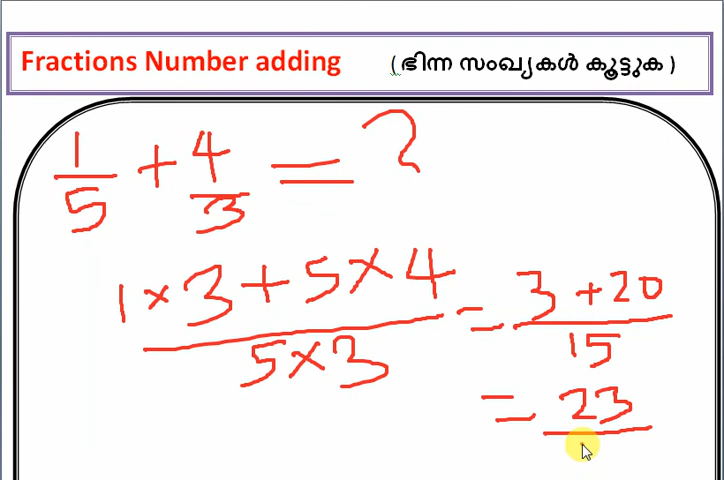 Fractions Number adding (ഭിന്ന സംഖ്യകൾ കൂട്ടുക )
1/5 + 4/3 = ?
(1 × 3 + 5 × 4)/(5 × 3) = (3 + 20)/15
= 23